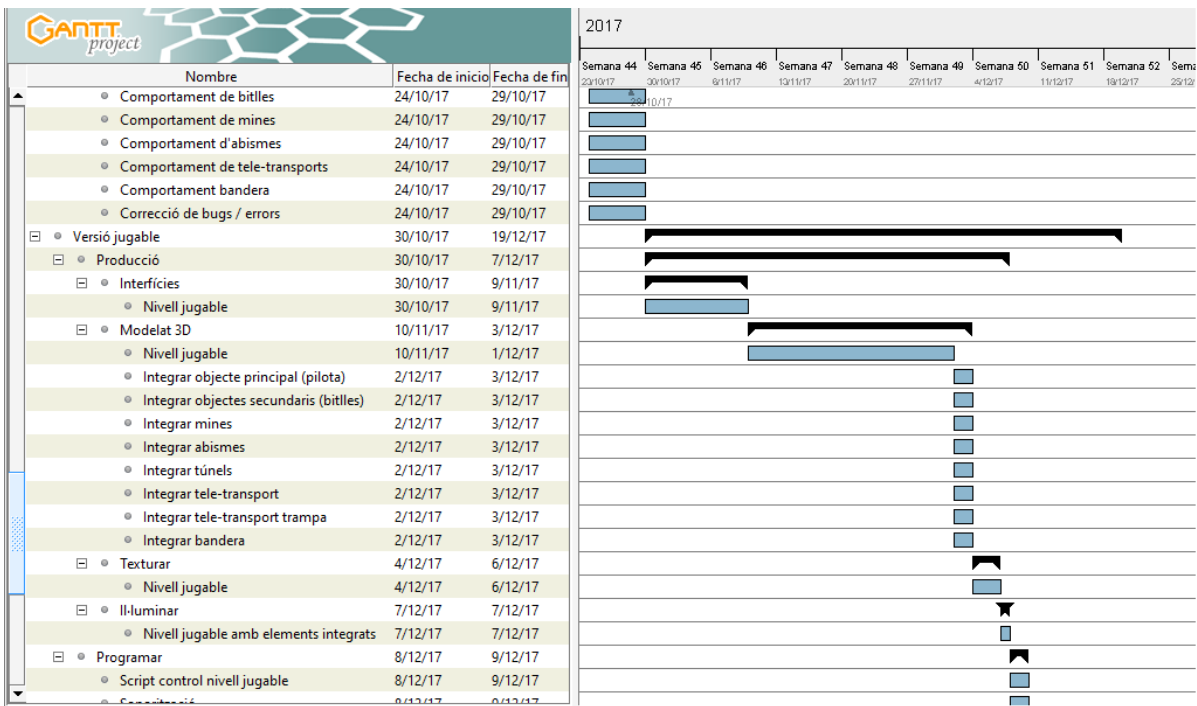 GANTT
project
2017
Semana 44 Semana 45 Semana 46 Semana 47 Semana 48 Semana 49 Semana 50 Semana 51 Semana 52 Sema
Nombre Fecha de inicio Fecha de fin
23/10/17 30/10/17 6/11/17 13/11/17 20/11/17 27/11/17 4/12/17 11/12/17 18/12/17 25/12/
Comportament de bitlles 24/10/17 29/10/17
28/10/17
Comportament de mines 24/10/17 29/10/17
Comportament d'abismes 24/10/17 29/10/17
Comportament de tele-transports 24/10/17 29/10/17
Comportament bandera 24/10/17 29/10/17
Correcció de bugs / errors 24/10/17 29/10/17
Versió jugable 30/10/17 19/12/17
Producció 30/10/17 7/12/17
Interfícies 30/10/17 9/11/17
Nivell jugable 30/10/17 9/11/17
Modelat 3D 10/11/17 3/12/17
Nivell jugable 10/11/17 1/12/17
Integrar objecte principal (pilota) 2/12/17 3/12/17
Integrar objectes secundaris (bitlles) 2/12/17 3/12/17
Integrar mines 2/12/17 3/12/17
Integrar abismes 2/12/17 3/12/17
Integrar túnels 2/12/17 3/12/17
Integrar tele-transport 2/12/17 3/12/17
Integrar tele-transport trampa 2/12/17 3/12/17
Integrar bandera 2/12/17 3/12/17
Texturar 4/12/17 6/12/17
Nivell jugable 4/12/17 6/12/17
Il·luminar 7/12/17 7/12/17
Nivell jugable amb elements integrats 7/12/17 7/12/17
Programar 8/12/17 9/12/17
Script control nivell jugable 8/12/17 9/12/17